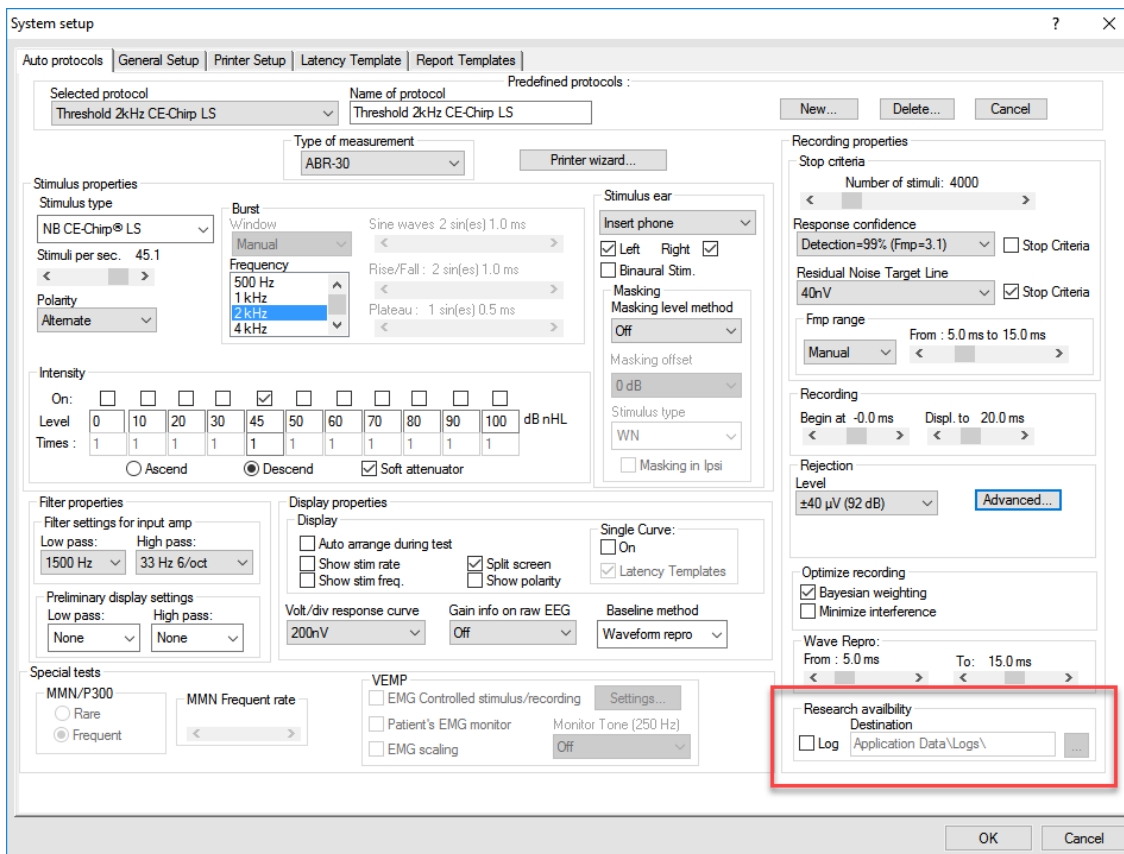 System setup
?
Auto protocols
General Setup
Printer Setup
Latency Template
Report Templates
Predefined protocols :
Selected protocol
Threshold 2kHz CE-Chirp LS
Name of protocol
Threshold 2kHz CE-Chirp LS
New...
Delete...
Cancel
Type of measurement
ABR-30
Printer wizard...
Stimulus properties
Stimulus type
NB CE-Chirp® LS
Stimuli per sec. 45.1
Polarity
Alternate
Burst
Window
Manual
Frequency
500 Hz
1 kHz
2 kHz
4 kHz
Sine waves 2 sin(es) 1.0 ms
Rise/Fall : 2 sin(es) 1.0 ms
Plateau : 1 sin(es) 0.5 ms
Intensity
On:
Level 0 10 20 30 45 50 60 70 80 90 100 dB nHL
Times : 1 1 1 1 1 1 1 1 1 1 1
Ascend
Descend
Soft attenuator
Stimulus ear
Insert phone
Left Right
Binaural Stim.
Masking
Masking level method
Off
Masking offset
0 dB
Stimulus type
WN
Masking in Ipsi
Recording properties
Stop criteria
Number of stimuli: 4000
Response confidence
Detection=99% (Fmp=3.1)
Stop Criteria
Residual Noise Target Line
40nV
Stop Criteria
Fmp range
Manual
From : 5.0 ms to 15.0 ms
Recording
Begin at -0.0 ms Displ. to 20.0 ms
Rejection
Level
±40 µV (92 dB)
Advanced...
Optimize recording
Bayesian weighting
Minimize interference
Wave Repro:
From : 5.0 ms To: 15.0 ms
Research availbility
Destination
Log Application Data\Logs\
...
Filter properties
Filter settings for input amp
Low pass: High pass:
1500 Hz 33 Hz 6/oct
Preliminary display settings
Low pass: High pass:
None None
Display properties
Display
Auto arrange during test
Show stim rate
Show stim freq.
Split screen
Show polarity
Single Curve:
On
Latency Templates
Volt/div response curve
200nV
Gain info on raw EEG
Off
Baseline method
Waveform repro
Special tests
MMN/P300
Rare
Frequent
MMN Frequent rate
VEMP
EMG Controlled stimulus/recording
Settings...
Patient's EMG monitor
EMG scaling
Monitor Tone (250 Hz)
Off
OK
Cancel